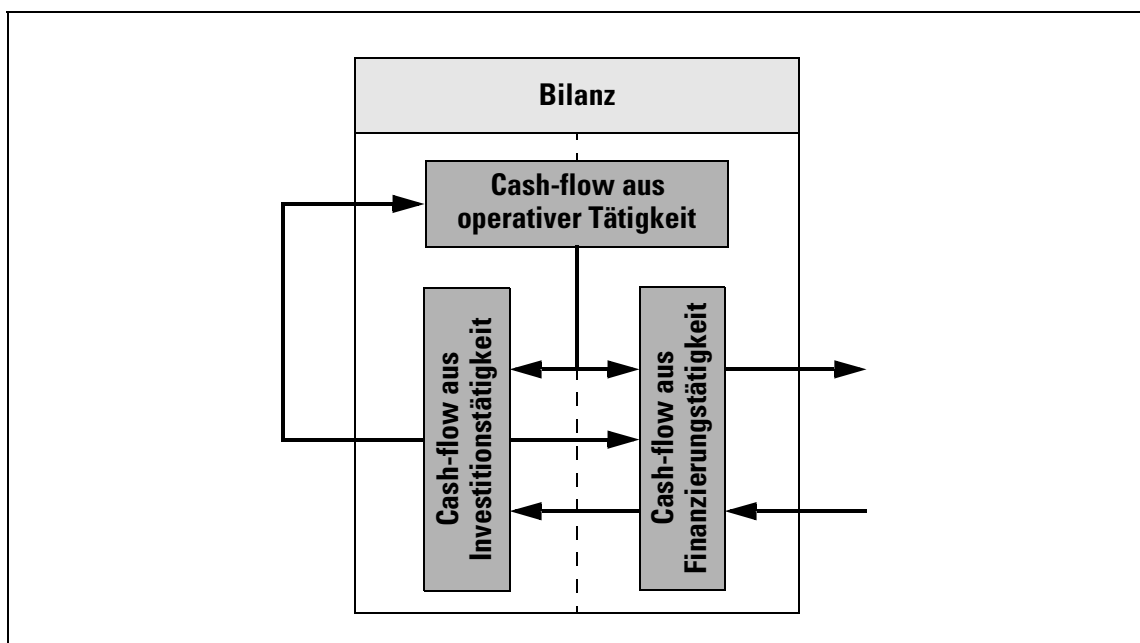 Bilanz
Cash-flow aus
operativer Tätigkeit
Cash-flow aus
Investitionstätigkeit
Cash-flow aus
Finanzierungstätigkeit